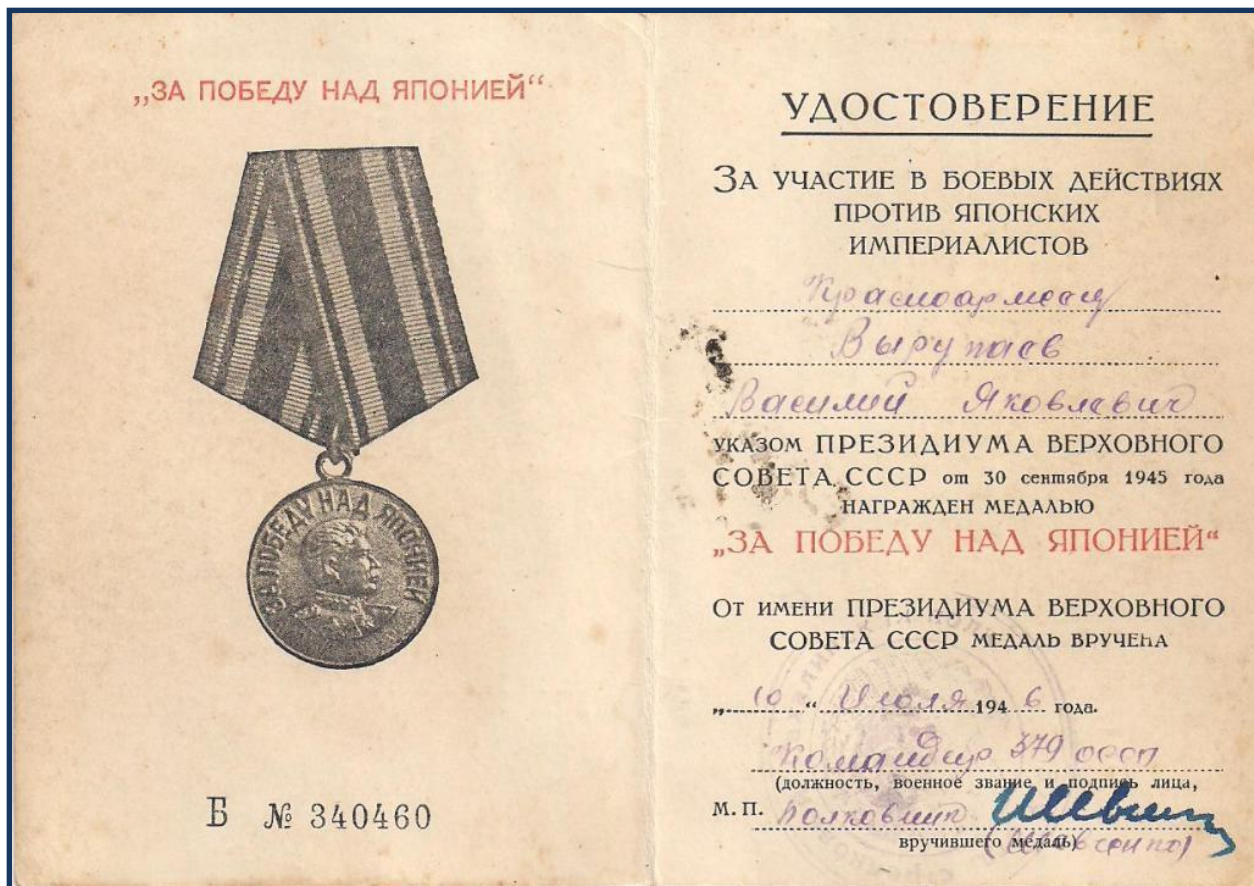 „ЗА ПОБЕДУ НАД ЯПОНИЕЙ“
ЗА ПОБЕДУ НАД ЯПОНИЕЙ
Б № 340460
УДОСТОВЕРЕНИЕ
ЗА УЧАСТИЕ В БОЕВЫХ ДЕЙСТВИЯХ
ПРОТИВ ЯПОНСКИХ
ИМПЕРИАЛИСТОВ
Красноармеец
Вырупаев
Василий Яковлевич
УКАЗОМ ПРЕЗИДИУМА ВЕРХОВНОГО
СОВЕТА СССР от 30 сентября 1945 года
НАГРАЖДЕН МЕДАЛЬЮ
„ЗА ПОБЕДУ НАД ЯПОНИЕЙ“
ОТ ИМЕНИ ПРЕЗИДИУМА ВЕРХОВНОГО
СОВЕТА СССР МЕДАЛЬ ВРУЧЕНА
„10“ Июля 1946 года.
Командир 379
(должность, военное звание и подпись лица,
М. П. Полковник
вручившего медаль) (Шевченко)